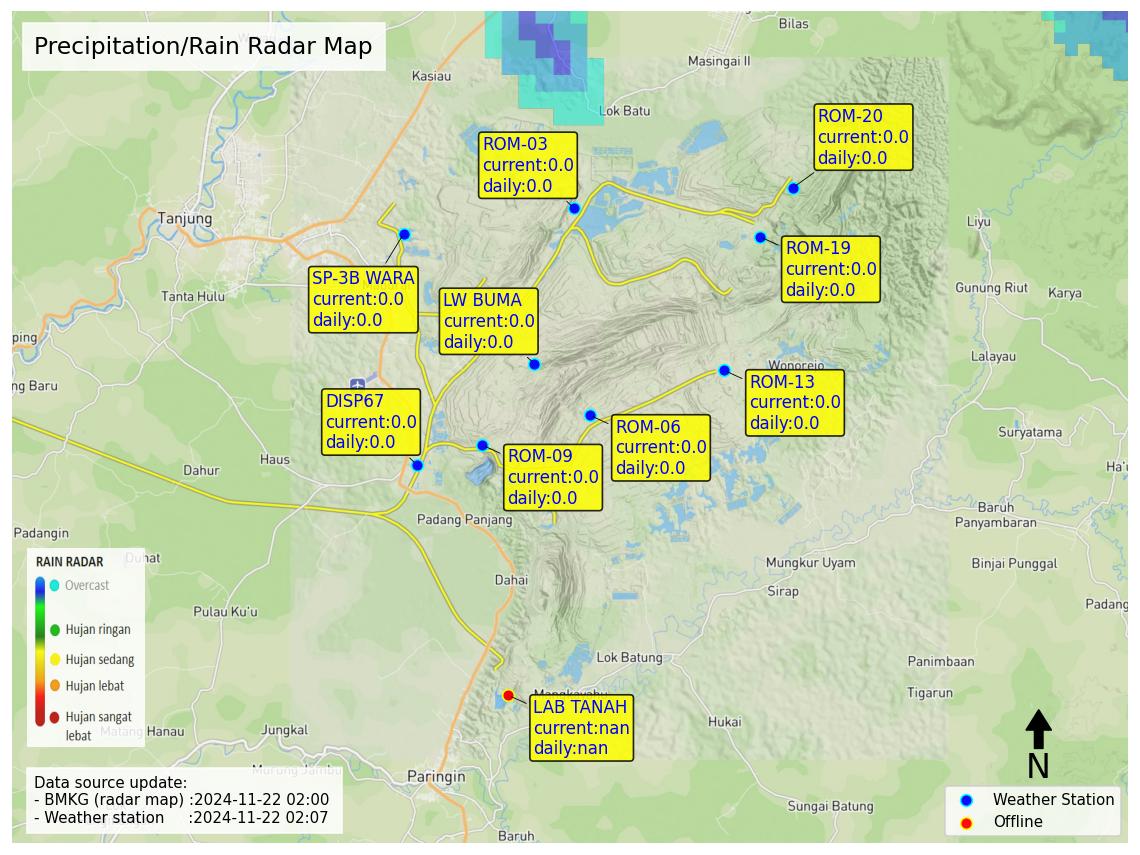 Precipitation/Rain Radar Map
Bilas
Masingai II
Kasiau
Lok Batu
ROM-20
current:0.0
daily:0.0
ROM-03
current:0.0
daily:0.0
Tanjung
Liyu
ROM-19
current:0.0
daily:0.0
SP-3B WARA
current:0.0
daily:0.0
Tanta Hulu
LW BUMA
current:0.0
daily:0.0
Gunung Riut
Karya
ping
Lalayau
Wonorejo
ng Baru
ROM-13
current:0.0
daily:0.0
DISP67
current:0.0
daily:0.0
ROM-06
current:0.0
daily:0.0
Suryatama
Haus
Dahur
ROM-09
current:0.0
daily:0.0
Ha'u
Baruh
Panyambaran
Padang Panjang
Padangin
Duhat
Mungkur Uyam
Binjai Punggal
Dahai
Sirap
Padang
Pulau Ku'u
RAIN RADAR
Overcast
Hujan ringan
Hujan sedang
Hujan lebat
Hujan sangat
lebat
Lok Batung
Panimbaan
Tigarun
LAB TANAH
current:nan
daily:nan
Hukai
Matang Hanau
Jungkal
Murung Jambu
Paringin
N
Data source update:
- BMKG (radar map) :2024-11-22 02:00
- Weather station :2024-11-22 02:07
Sungai Batung
Baruh
Weather Station
Offline